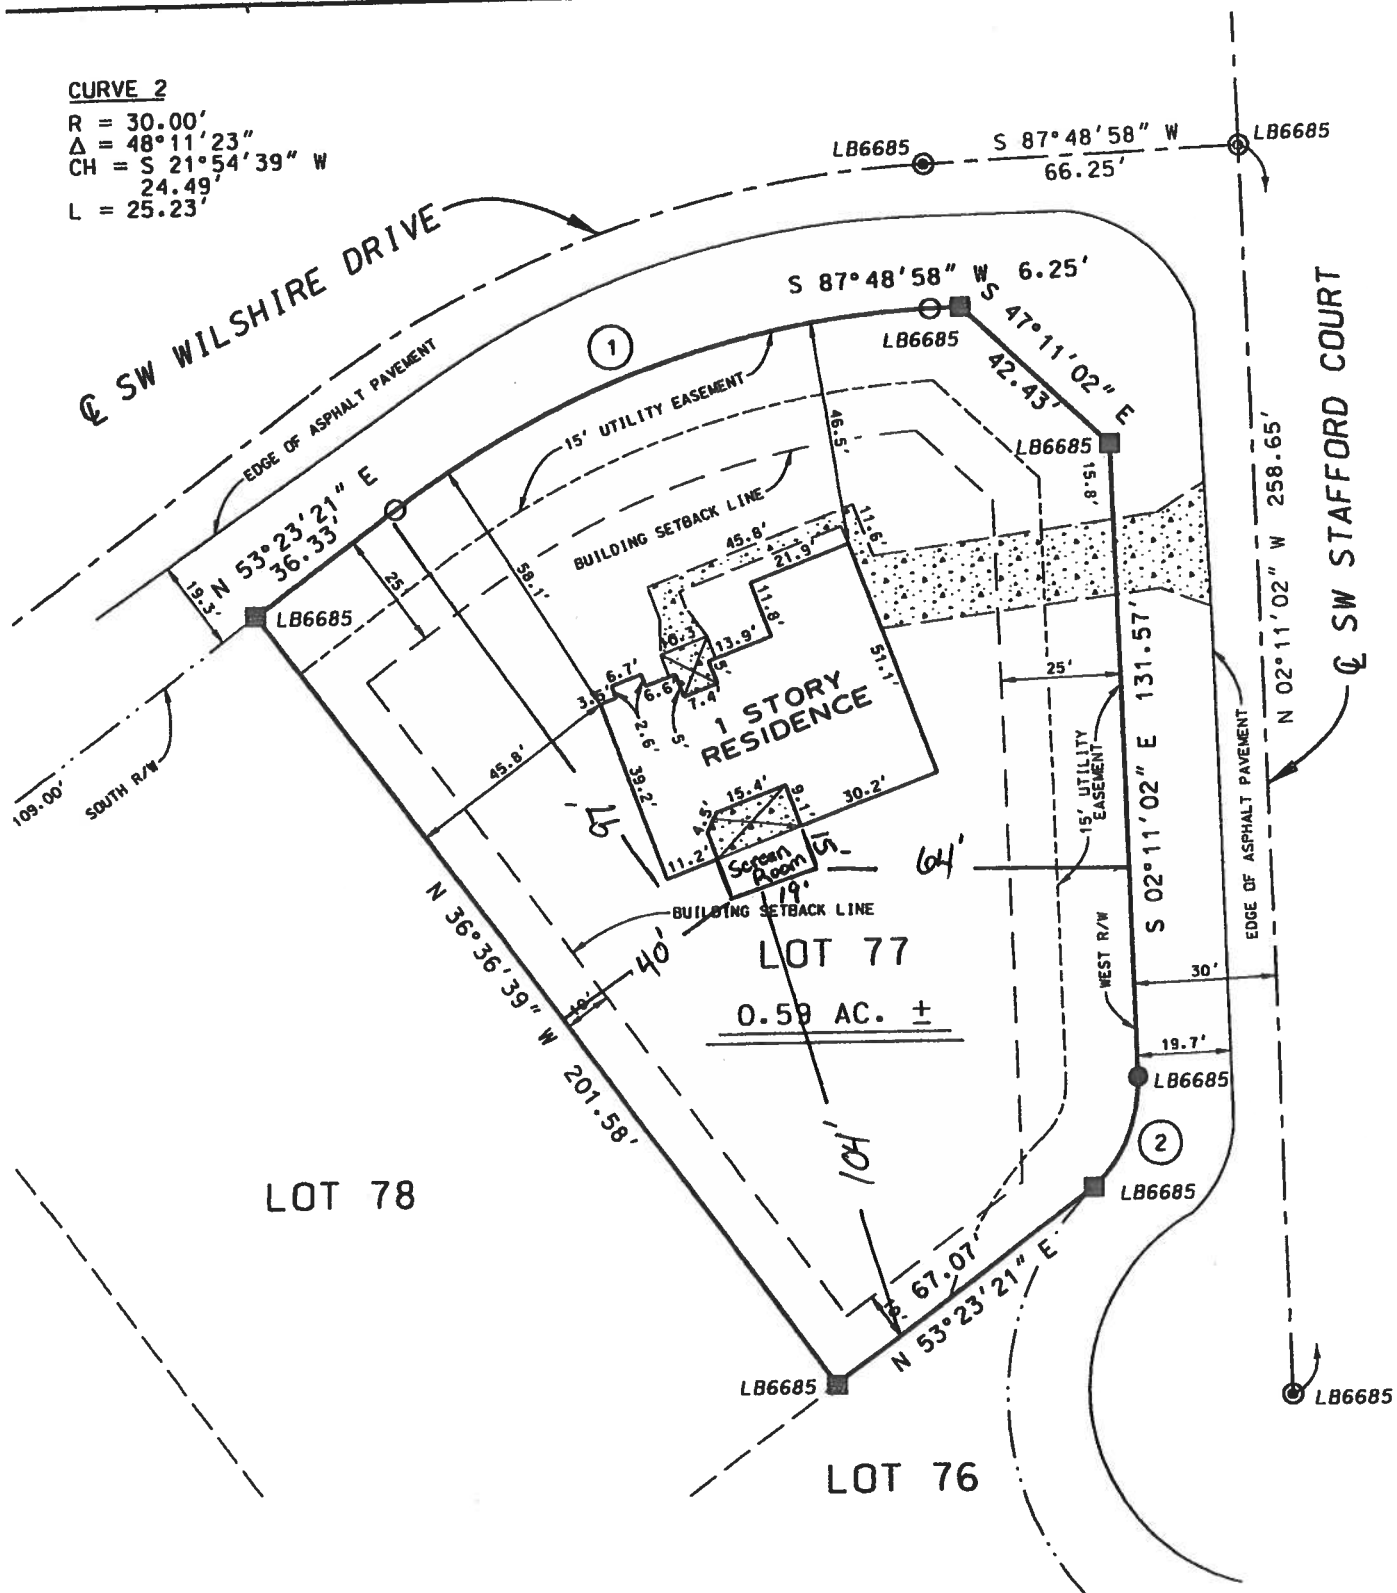 CURVE 2
R = 30.00'
Δ = 48°11'23"
CH = S 21°54'39" W
24.49'
L = 25.23'
LB6685
S 87°48'58" W
66.25'
LB6685
℄ SW WILSHIRE DRIVE
S 87°48'58" W 6.25'
LB6685
S 47°11'02" E
42.43'
1
EDGE OF ASPHALT PAVEMENT
15' UTILITY EASEMENT
46.5'
LB6685
15.8'
N 02°11'02" W 258.65'
℄ SW STAFFORD COURT
N 53°23'21" E
36.33'
19.3'
LB6685
25'
58.1'
BUILDING SETBACK LINE
45.8'
11.6'
21.9'
11.8'
10.3'
13.9'
5'
51.1'
6.7'
3.5'
6.6'
7.4'
2.6'
5'
1 STORY
RESIDENCE
25'
S 02°11'02" E 131.57'
109.00'
SOUTH R/W
45.8'
39.2'
15.4'
9.1'
4.5'
30.2'
11.2'
15'
Screen
Room
19'
64'
15' UTILITY
EASEMENT
EDGE OF ASPHALT PAVEMENT
BUILDING SETBACK LINE
LOT 77
0.59 AC. ±
40'
10'
N 36°36'39" W 201.58'
WEST R/W
30'
19.7'
LB6685
2
LB6685
104'
LOT 78
10'
67.07'
N 53°23'21" E
LB6685
LB6685
LOT 76